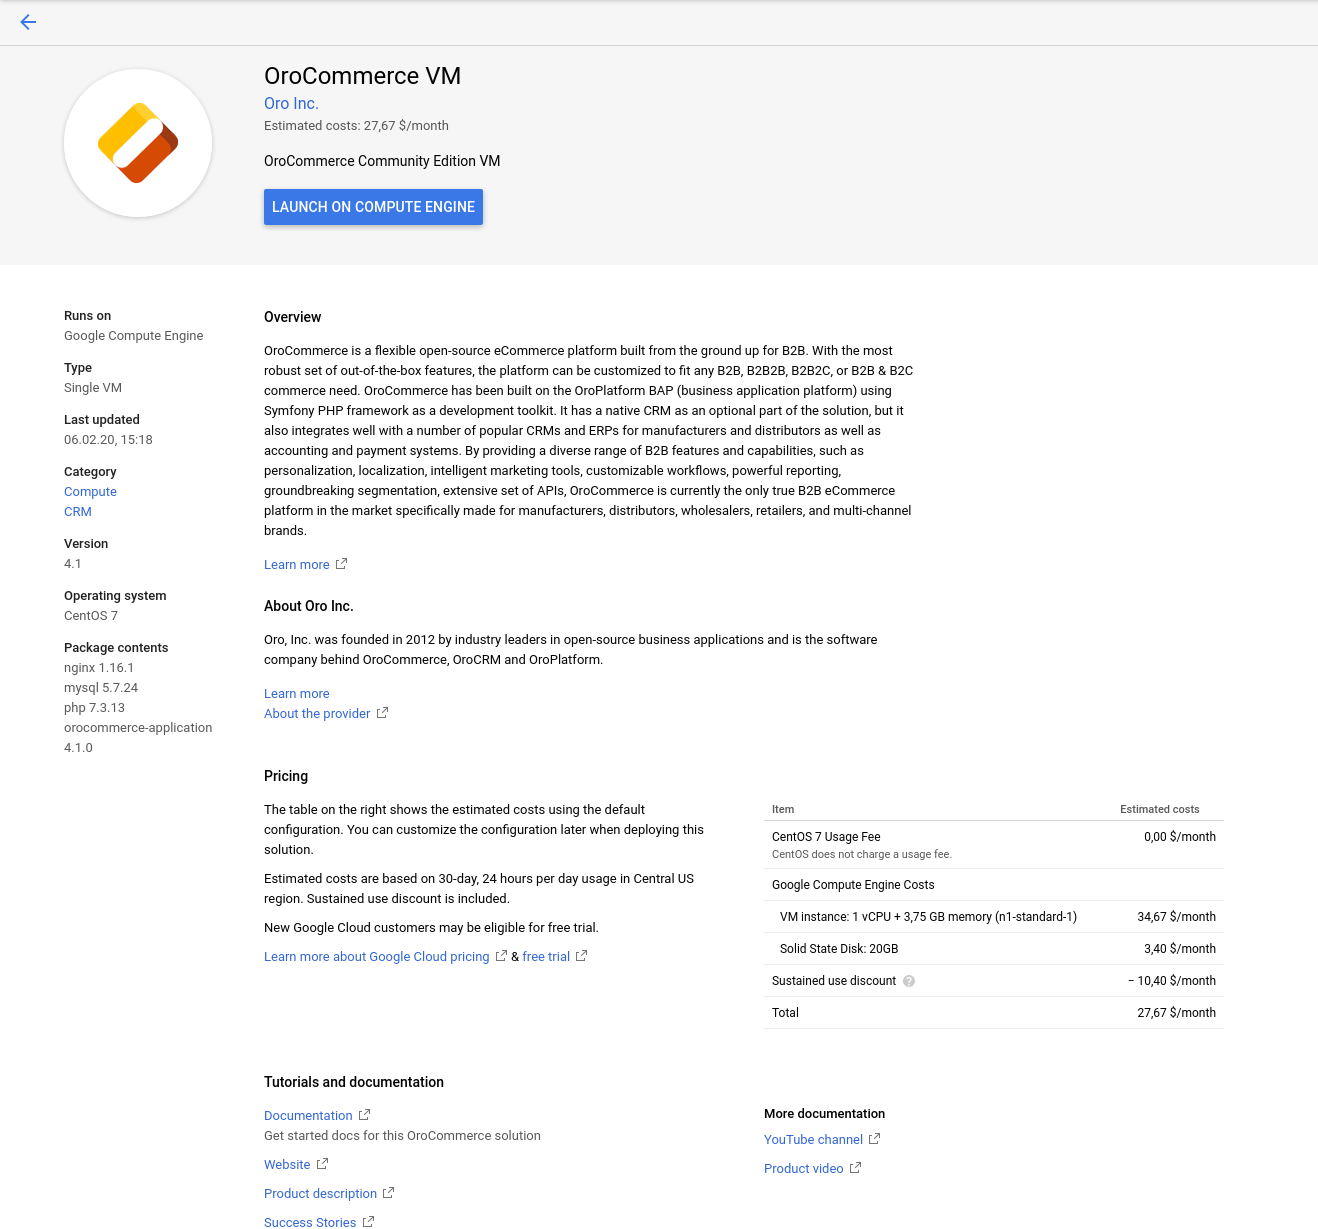 OroCommerce VM
Oro Inc.
Estimated costs: 27,67 $/month
OroCommerce Community Edition VM
LAUNCH ON COMPUTE ENGINE
Runs on
Google Compute Engine
Type
Single VM
Last updated
06.02.20, 15:18
Category
Compute
CRM
Version
4.1
Operating system
CentOS 7
Package contents
nginx 1.16.1
mysql 5.7.24
php 7.3.13
orocommerce-application
4.1.0
Overview
OroCommerce is a flexible open-source eCommerce platform built from the ground up for B2B. With the most
robust set of out-of-the-box features, the platform can be customized to fit any B2B, B2B2B, B2B2C, or B2B & B2C
commerce need. OroCommerce has been built on the OroPlatform BAP (business application platform) using
Symfony PHP framework as a development toolkit. It has a native CRM as an optional part of the solution, but it
also integrates well with a number of popular CRMs and ERPs for manufacturers and distributors as well as
accounting and payment systems. By providing a diverse range of B2B features and capabilities, such as
personalization, localization, intelligent marketing tools, customizable workflows, powerful reporting,
groundbreaking segmentation, extensive set of APIs, OroCommerce is currently the only true B2B eCommerce
platform in the market specifically made for manufacturers, distributors, wholesalers, retailers, and multi-channel
brands.
Learn more
About Oro Inc.
Oro, Inc. was founded in 2012 by industry leaders in open-source business applications and is the software
company behind OroCommerce, OroCRM and OroPlatform.
Learn more
About the provider
Pricing
The table on the right shows the estimated costs using the default
configuration. You can customize the configuration later when deploying this
solution.
Estimated costs are based on 30-day, 24 hours per day usage in Central US
region. Sustained use discount is included.
New Google Cloud customers may be eligible for free trial.
Learn more about Google Cloud pricing & free trial
Item Estimated costs
CentOS 7 Usage Fee 0,00 $/month
CentOS does not charge a usage fee.
Google Compute Engine Costs
VM instance: 1 vCPU + 3,75 GB memory (n1-standard-1) 34,67 $/month
Solid State Disk: 20GB 3,40 $/month
Sustained use discount ? − 10,40 $/month
Total 27,67 $/month
Tutorials and documentation
Documentation
Get started docs for this OroCommerce solution
Website
Product description
Success Stories
More documentation
YouTube channel
Product video